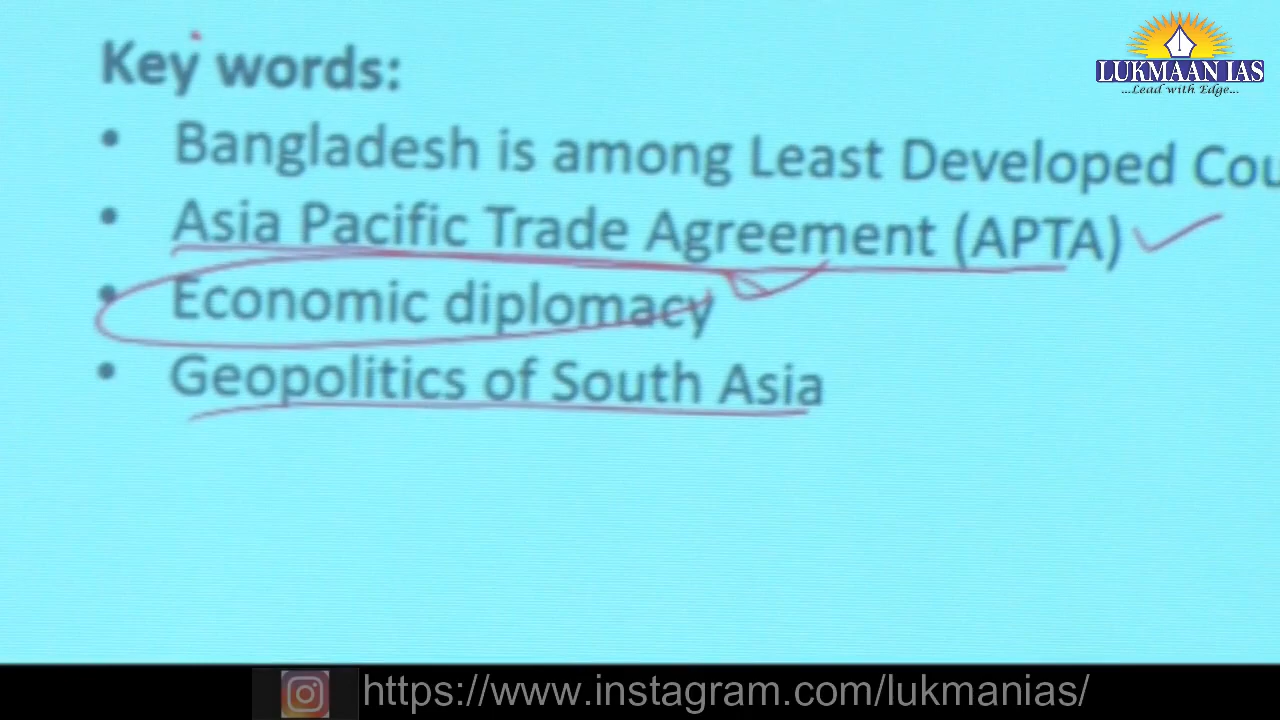 LUKMAAN IAS
...Lead with Edge...
Key words:
• Bangladesh is among Least Developed Cou
• Asia Pacific Trade Agreement (APTA)
• Economic diplomacy
• Geopolitics of South Asia
https://www.instagram.com/lukmanias/